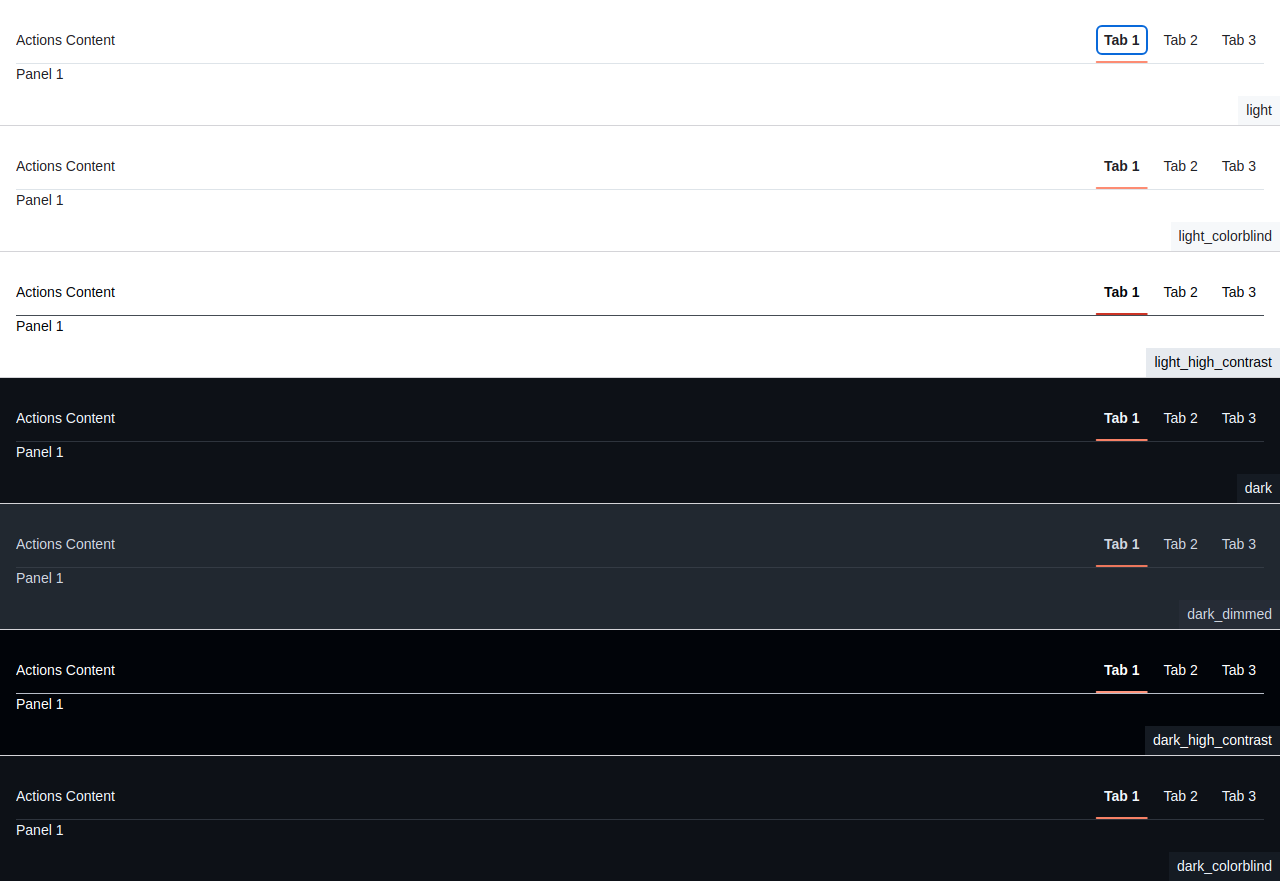 Actions Content Tab 1 Tab 2 Tab 3
Panel 1
light
Actions Content Tab 1 Tab 2 Tab 3
Panel 1
light_colorblind
Actions Content Tab 1 Tab 2 Tab 3
Panel 1
light_high_contrast
Actions Content Tab 1 Tab 2 Tab 3
Panel 1
dark
Actions Content Tab 1 Tab 2 Tab 3
Panel 1
dark_dimmed
Actions Content Tab 1 Tab 2 Tab 3
Panel 1
dark_high_contrast
Actions Content Tab 1 Tab 2 Tab 3
Panel 1
dark_colorblind